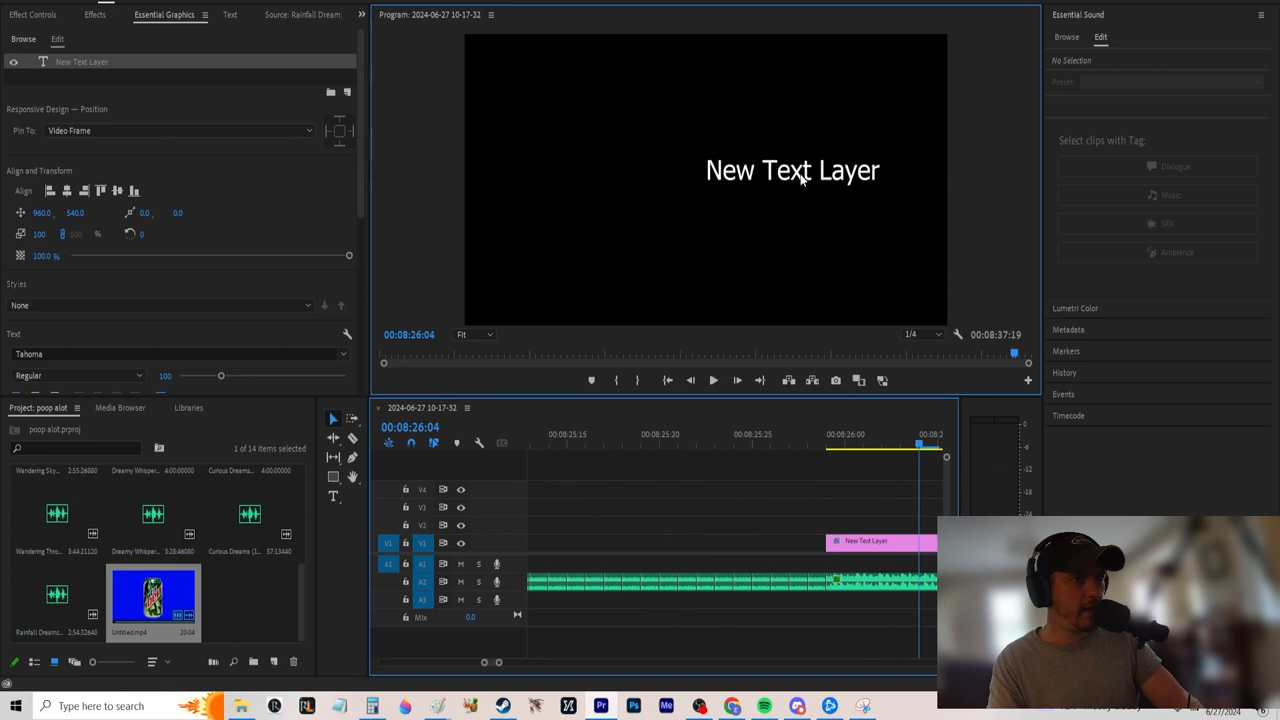 Effect Controls
Effects
Essential Graphics
Text
Source: Rainfall Dream
Program: 2024-06-27 10-17-32
Essential Sound
Browse
Edit
New Text Layer
Responsive Design — Position
Pin To:
Video Frame
Align and Transform
Align
960.0 ,
540.0
0.0 ,
0.0
100
100
%
0
100.0 %
Styles
None
Text
Tahoma
Regular
100
New Text Layer
00:08:26:04
Fit
1/4
00:08:37:19
Browse
Edit
No Selection
Preset:
Select clips with Tag:
Dialogue
Music
SFX
Ambience
Lumetri Color
Metadata
Markers
History
Events
Timecode
Project: poop alot
Media Browser
Libraries
poop alot.prproj
1 of 14 items selected
Wandering Sky...
2:55:26880
Dreamy Whisper...
4:00:00000
Curious Dreams...
4:00:00000
Wandering Thro...
3:44:21120
Dreamy Whisper...
3:28:46080
Curious Dreams (1...
37:13440
Rainfall Dreams...
2:54:32640
Untitled.mp4
20:04
2024-06-27 10-17-32
00:08:26:04
00:08:25:15
00:08:25:20
00:08:25:25
00:08:26:00
00:08:2
V4
V3
V2
V1
V1
New Text Layer
A1
A1
M
S
A2
M
S
A3
M
S
Mix
0.0
0
-6
-12
-18
-24
Type here to search
6/27/2024